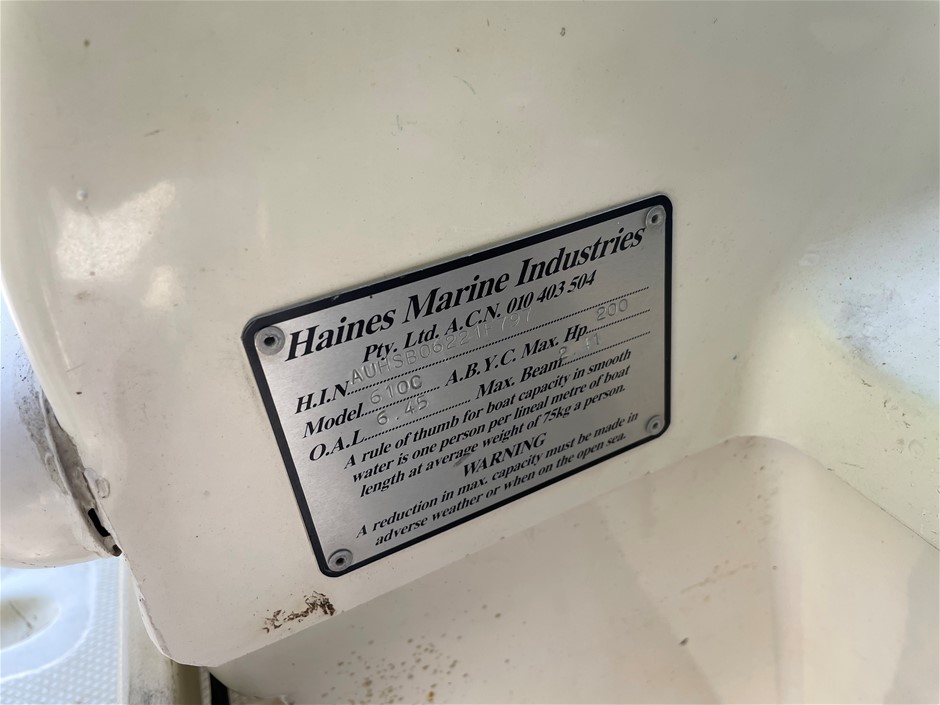 Haines Marine Industries
Pty. Ltd. A.C.N. 010 403 504
H.I.N.
Model 610C A.B.Y.C. Max. Hp. 200
O.A.L. 6.45 Max. Beam 2.41
A rule of thumb for boat capacity in smooth
water is one person per lineal metre of boat
length at average weight of 75kg a person.
WARNING
A reduction in max. capacity must be made in
adverse weather or when on the open sea.